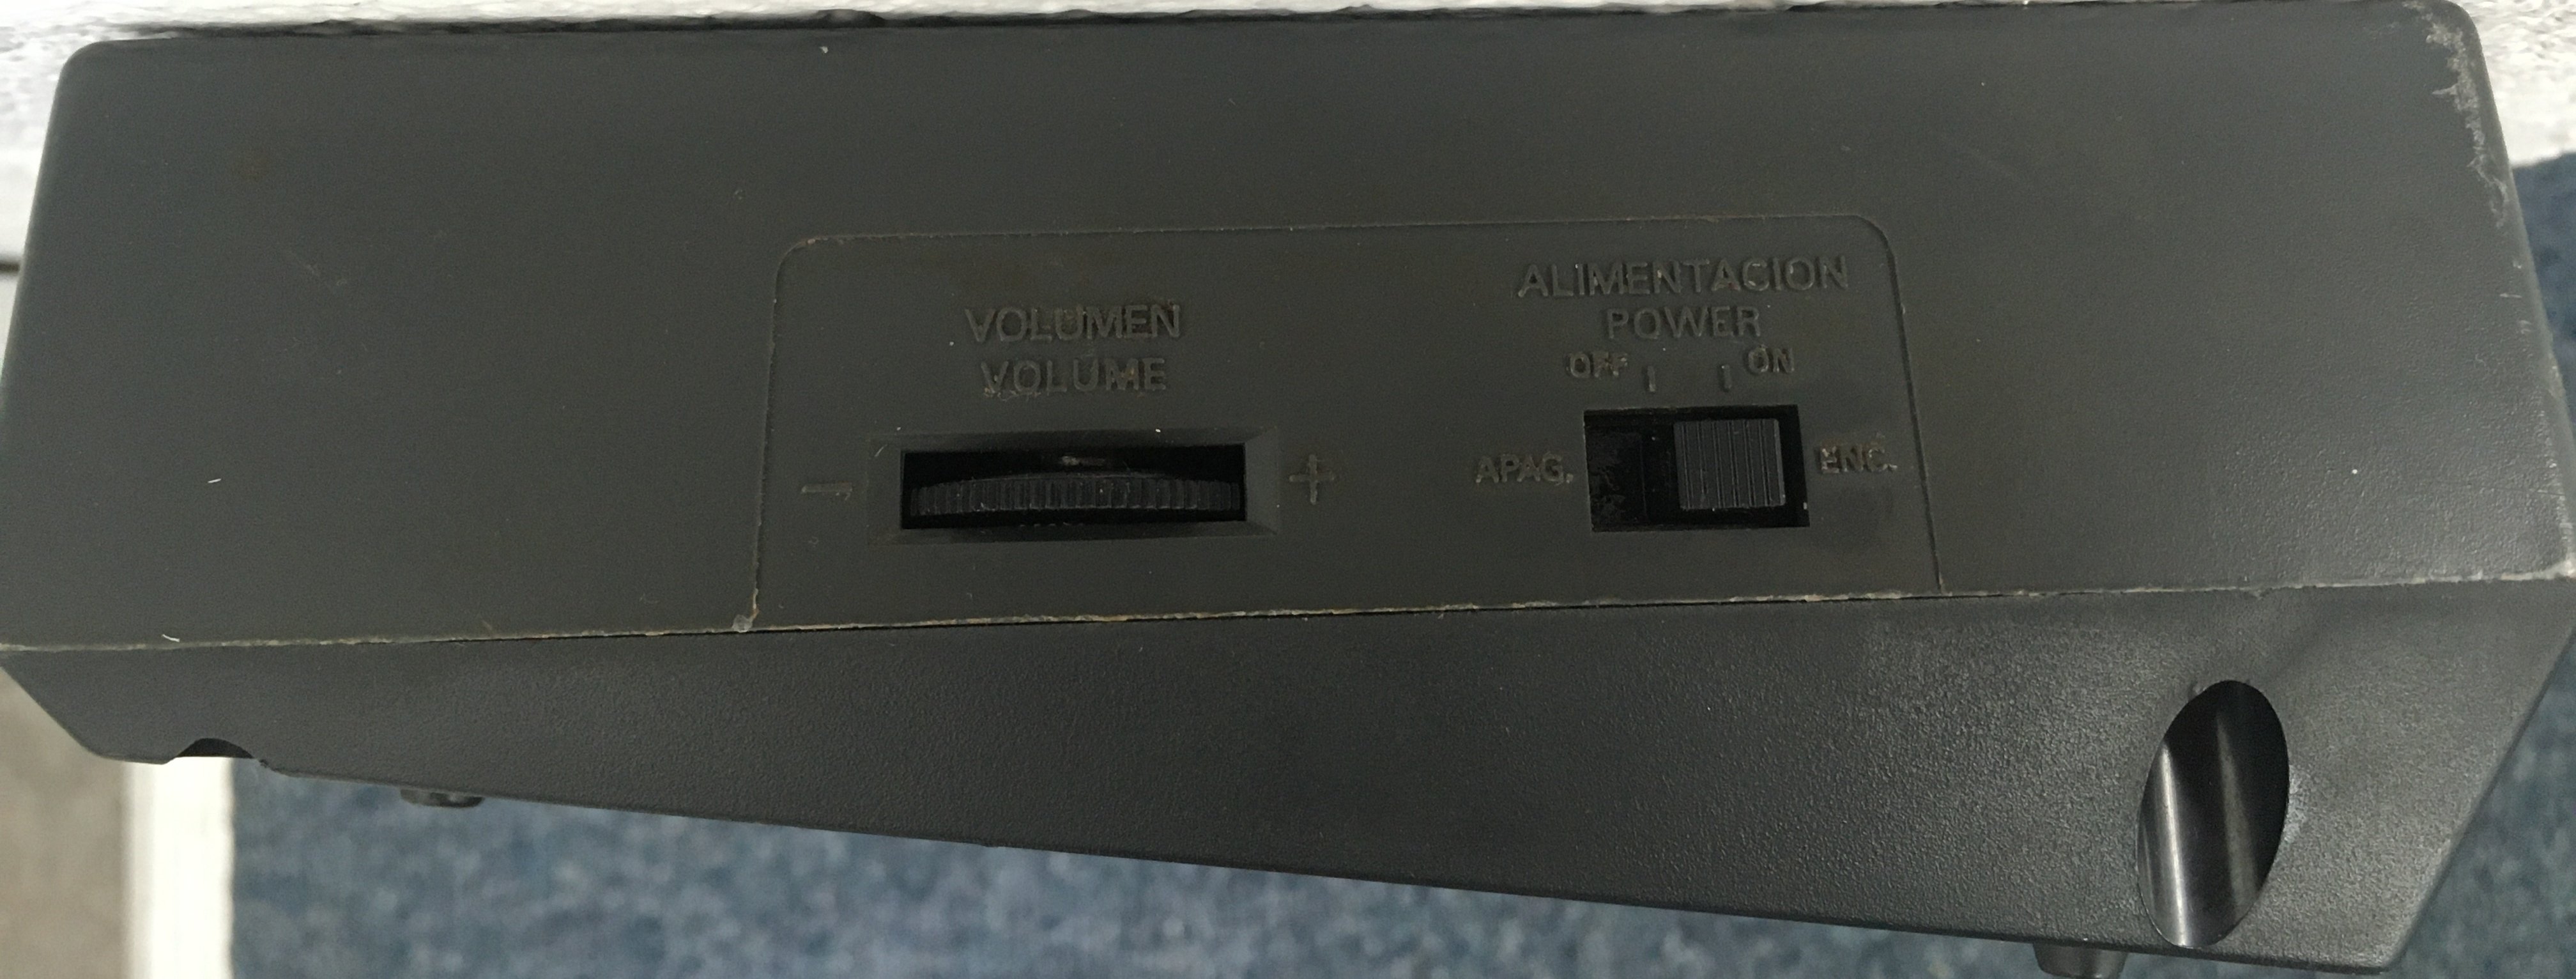 VOLUMEN
VOLUME
- +
ALIMENTACION
POWER
OFF ON
APAG. ENC.